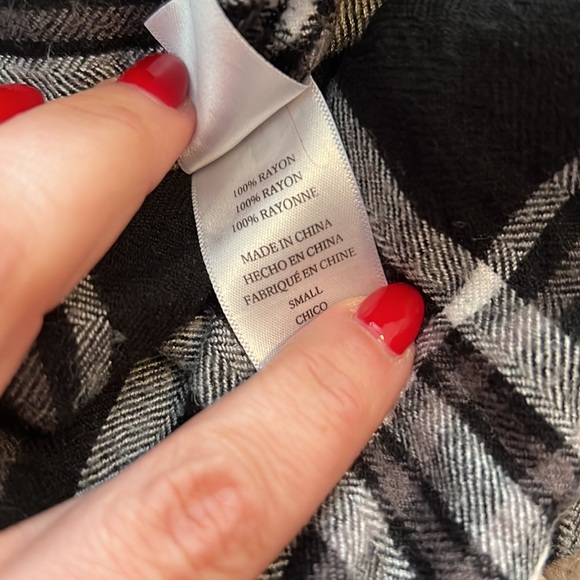 100% RAYON
100% RAYON
100% RAYONNE
MADE IN CHINA
HECHO EN CHINA
FABRIQUÉ EN CHINE
SMALL
CHICO